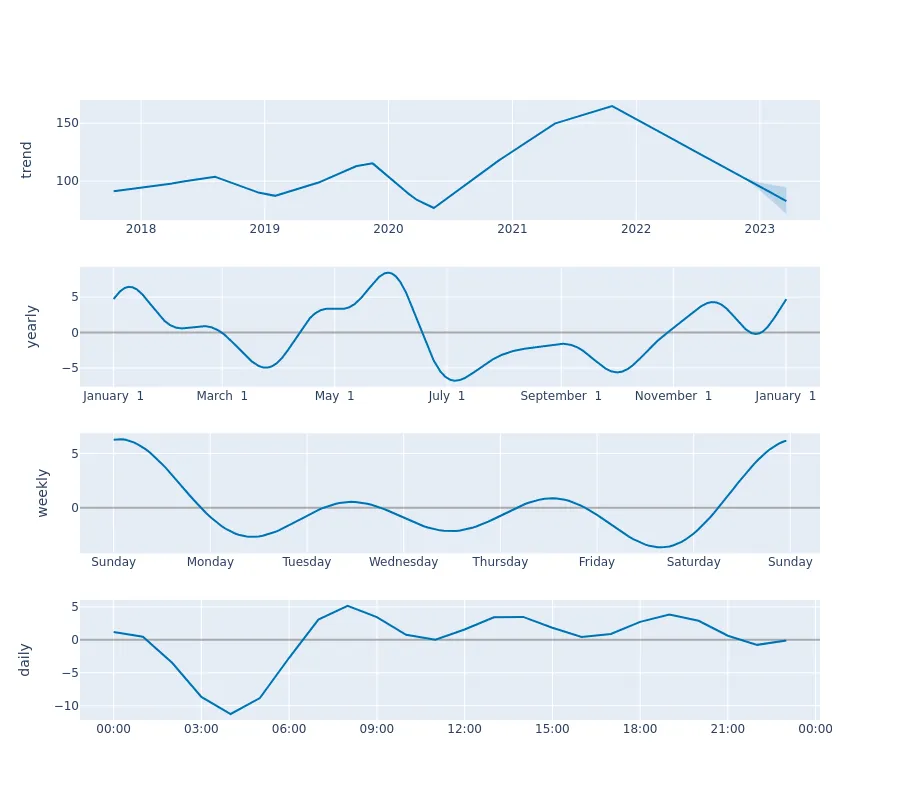 trend
150
100
2018 2019 2020 2021 2022 2023
yearly
5
0
−5
January 1 March 1 May 1 July 1 September 1 November 1 January 1
weekly
5
0
Sunday Monday Tuesday Wednesday Thursday Friday Saturday Sunday
daily
5
0
−5
−10
00:00 03:00 06:00 09:00 12:00 15:00 18:00 21:00 00:00